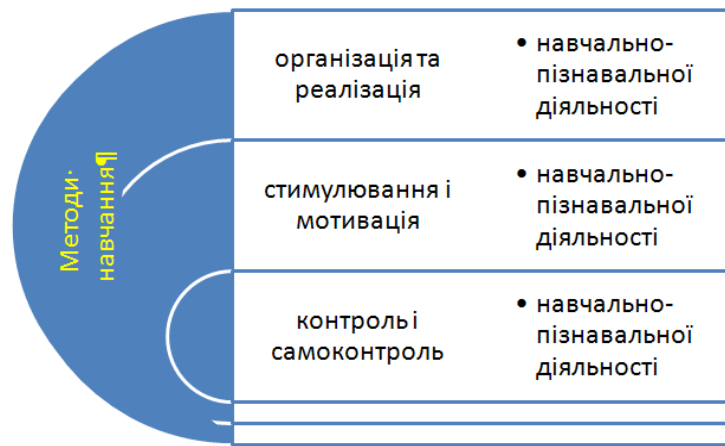 Методи·
навчання¶
організація та
реалізація
• навчально-
пізнавальної
діяльності
стимулювання і
мотивація
• навчально-
пізнавальної
діяльності
контроль і
самоконтроль
• навчально-
пізнавальної
діяльності